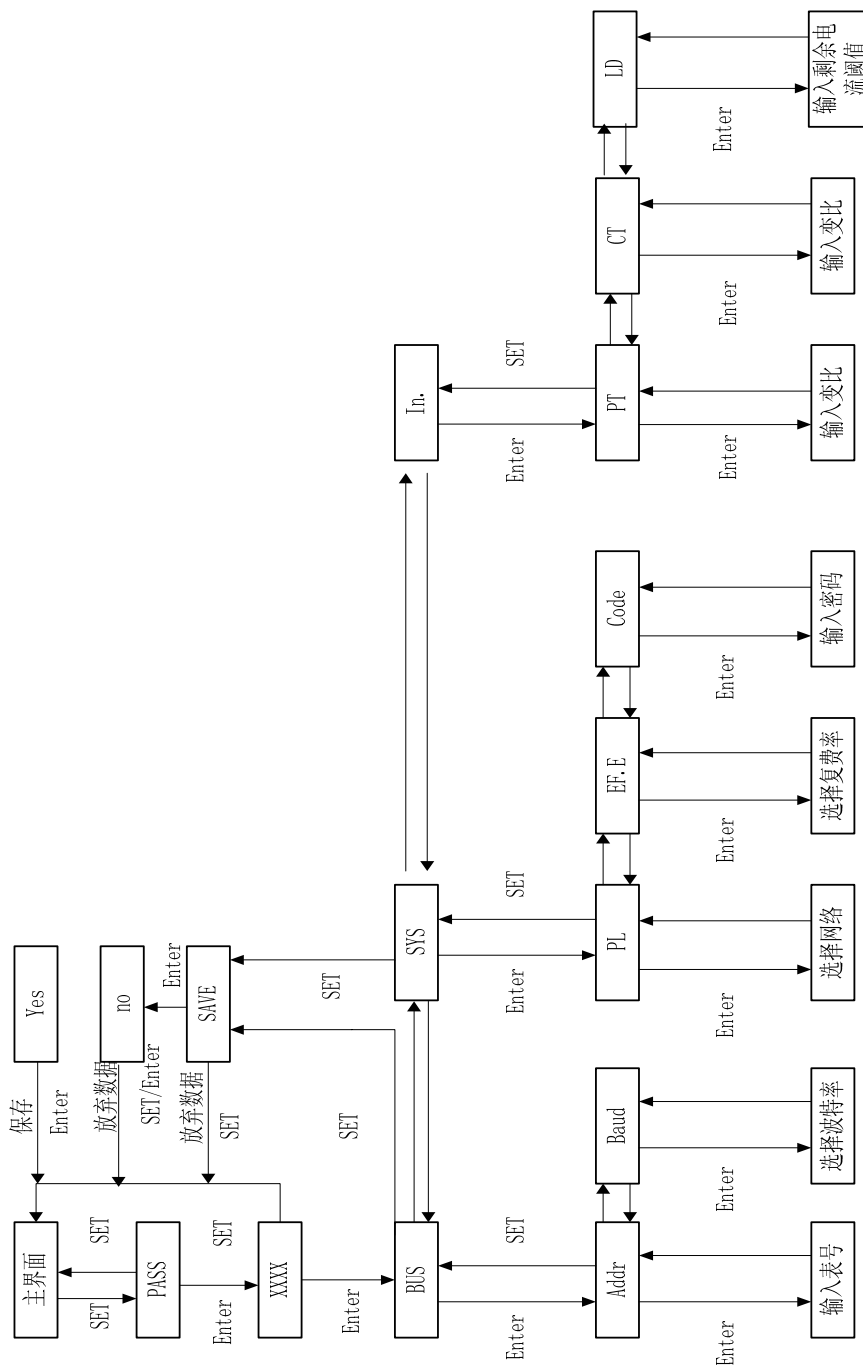 主界面
SET
SET
PASS
Enter
SET
XXXX
Enter
保存
Enter
Yes
放弃数据
SET/Enter
no
Enter
放弃数据
SET
SAVE
SET
SET
BUS
SYS
In.
Enter
SET
Enter
SET
Enter
SET
Addr
Baud
PL
EF.E
Code
PT
CT
LD
Enter
Enter
Enter
Enter
Enter
Enter
Enter
Enter
输入表号
选择波特率
选择网络
选择复费率
输入密码
输入变比
输入变比
输入剩余电
流阈值